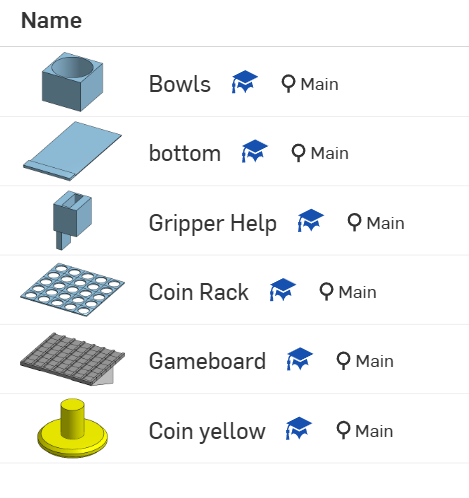 Name
Bowls Main
bottom Main
Gripper Help Main
Coin Rack Main
Gameboard Main
Coin yellow Main